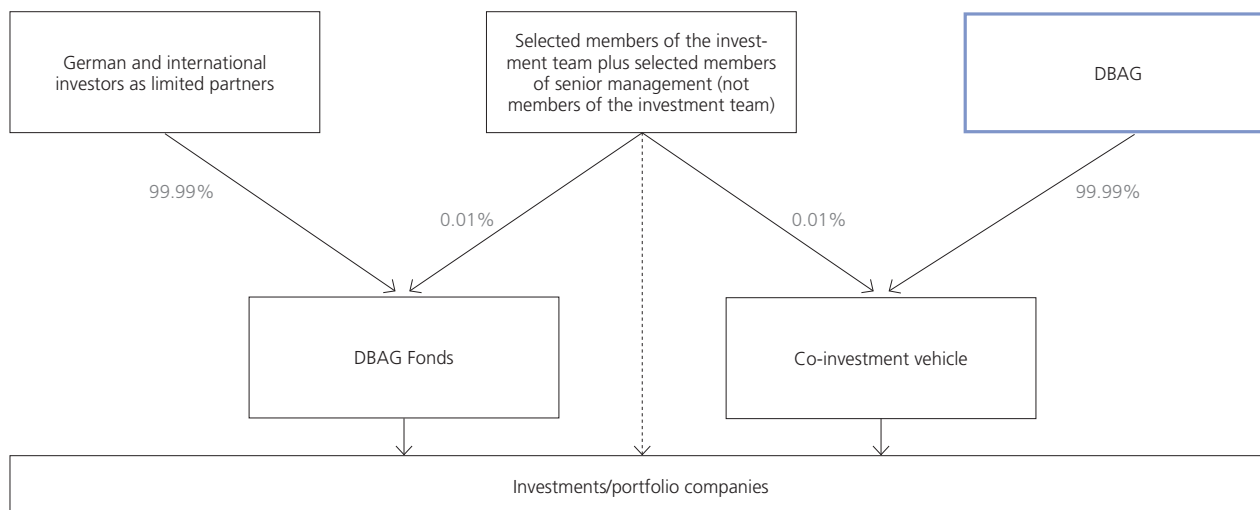 German and international
investors as limited partners
Selected members of the invest-
ment team plus selected members
of senior management (not
members of the investment team)
DBAG
99.99%
0.01%
0.01%
99.99%
DBAG Fonds
Co-investment vehicle
Investments/portfolio companies